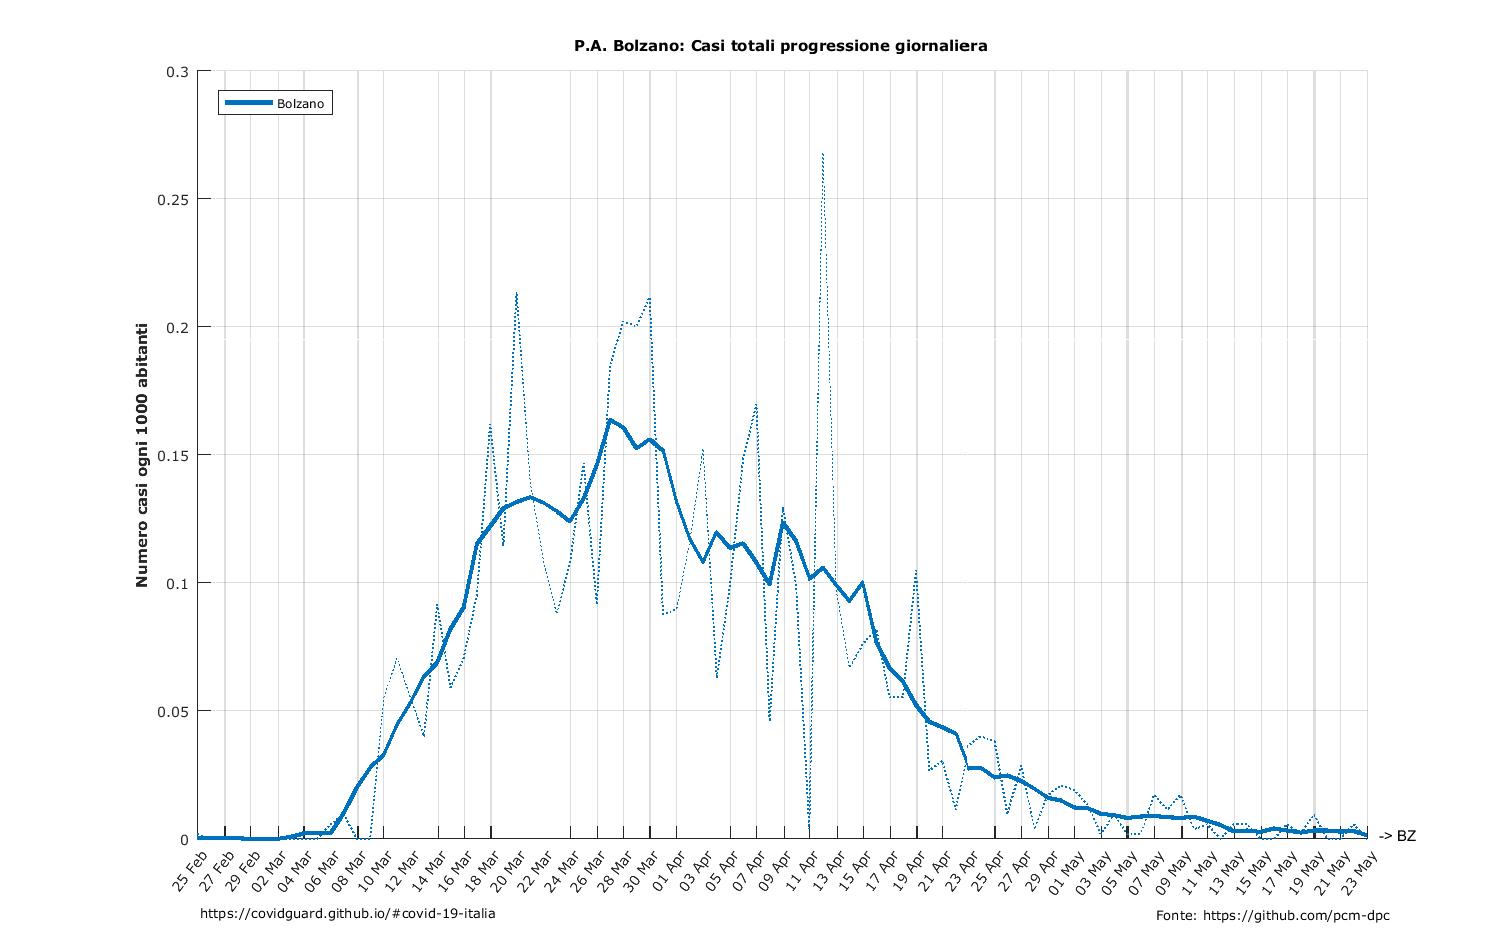 P.A. Bolzano: Casi totali progressione giornaliera
Bolzano
Numero casi ogni 1000 abitanti
0.3
0.25
0.2
0.15
0.1
0.05
0
25 Feb
27 Feb
29 Feb
02 Mar
04 Mar
06 Mar
08 Mar
10 Mar
12 Mar
14 Mar
16 Mar
18 Mar
20 Mar
22 Mar
24 Mar
26 Mar
28 Mar
30 Mar
01 Apr
03 Apr
05 Apr
07 Apr
09 Apr
11 Apr
13 Apr
15 Apr
17 Apr
19 Apr
21 Apr
23 Apr
25 Apr
27 Apr
29 Apr
01 May
03 May
05 May
07 May
09 May
11 May
13 May
15 May
17 May
19 May
21 May
23 May
-> BZ
https://covidguard.github.io/#covid-19-italia
Fonte: https://github.com/pcm-dpc